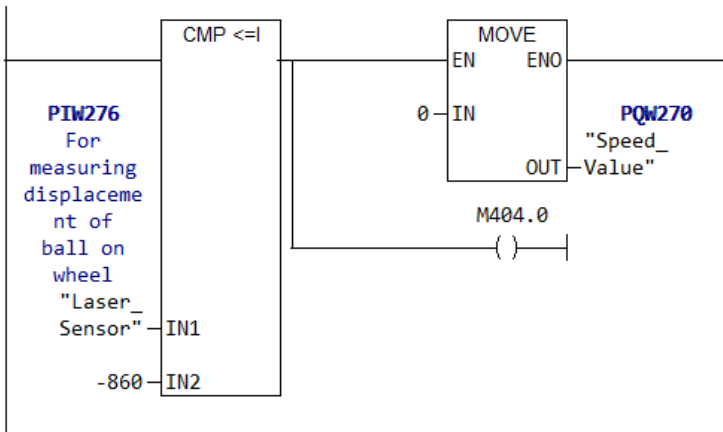 CMP <=I
MOVE
EN ENO
PIW276
For
measuring
displaceme
nt of
ball on
wheel
"Laser_
Sensor"
IN1
-860
IN2
0
IN
PQW270
"Speed_
Value"
OUT
M404.0
( )